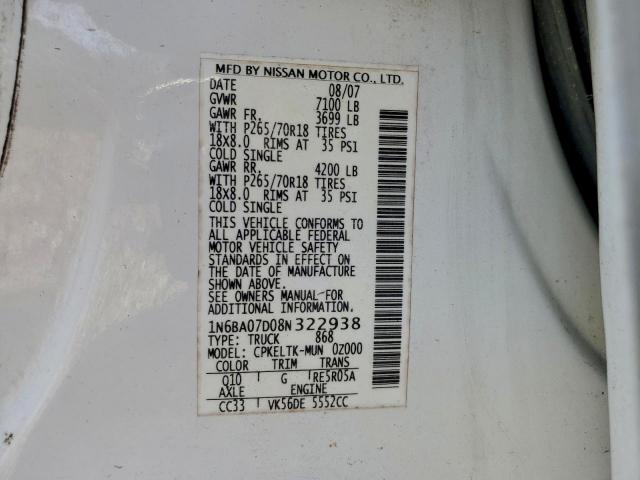 MFD BY NISSAN MOTOR CO., LTD.
DATE 08/07
GVWR 7100 LB
GAWR FR. 3699 LB
WITH P265/70R18 TIRES
18X8.0 RIMS AT 35 PSI
COLD SINGLE
GAWR RR. 4200 LB
WITH P265/70R18 TIRES
18X8.0 RIMS AT 35 PSI
COLD SINGLE
THIS VEHICLE CONFORMS TO
ALL APPLICABLE FEDERAL
MOTOR VEHICLE SAFETY
STANDARDS IN EFFECT ON
THE DATE OF MANUFACTURE
SHOWN ABOVE.
SEE OWNERS MANUAL FOR
ADDITIONAL INFORMATION
1N6BA07D08N322938
TYPE: TRUCK 868
MODEL: CPKELTK-MUN 0Z000
COLOR TRIM TRANS
Q10 G RE5R05A
AXLE ENGINE
CC33 VK56DE 5552CC